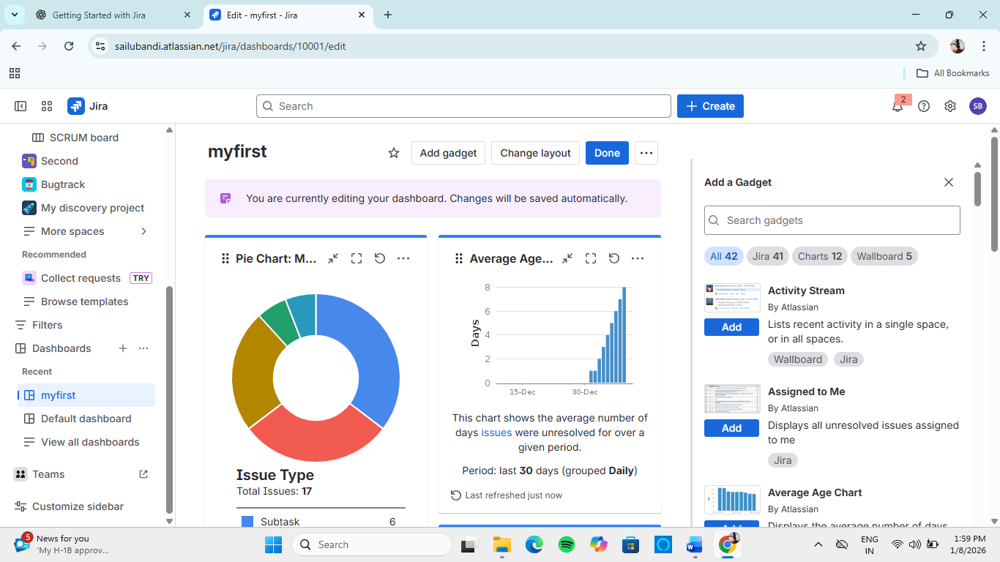 Getting Started with Jira
Edit - myfirst - Jira
sailubandi.atlassian.net/jira/dashboards/10001/edit
All Bookmarks
Jira
Search
Create
2
SB
SCRUM board
Second
Bugtrack
My discovery project
More spaces
Recommended
Collect requests TRY
Browse templates
Filters
Dashboards
Recent
myfirst
Default dashboard
View all dashboards
Teams
Customize sidebar
myfirst
Add gadget
Change layout
Done
You are currently editing your dashboard. Changes will be saved automatically.
Pie Chart: M...
Issue Type
Total Issues: 17
Subtask 6
Average Age...
8
6
4
2
0
Days
15-Dec 30-Dec
This chart shows the average number of
days issues were unresolved for over a
given period.
Period: last 30 days (grouped Daily)
Last refreshed just now
Add a Gadget
Search gadgets
All 42 Jira 41 Charts 12 Wallboard 5
Activity Stream
By Atlassian
Add
Lists recent activity in a single space,
or in all spaces.
Wallboard Jira
Assigned to Me
By Atlassian
Add
Displays all unresolved issues assigned
to me
Jira
Average Age Chart
By Atlassian
Add
Displays the average number of days
5
News for you
'My H-1B approv...
Search
ENG
IN
1:59 PM
1/8/2026